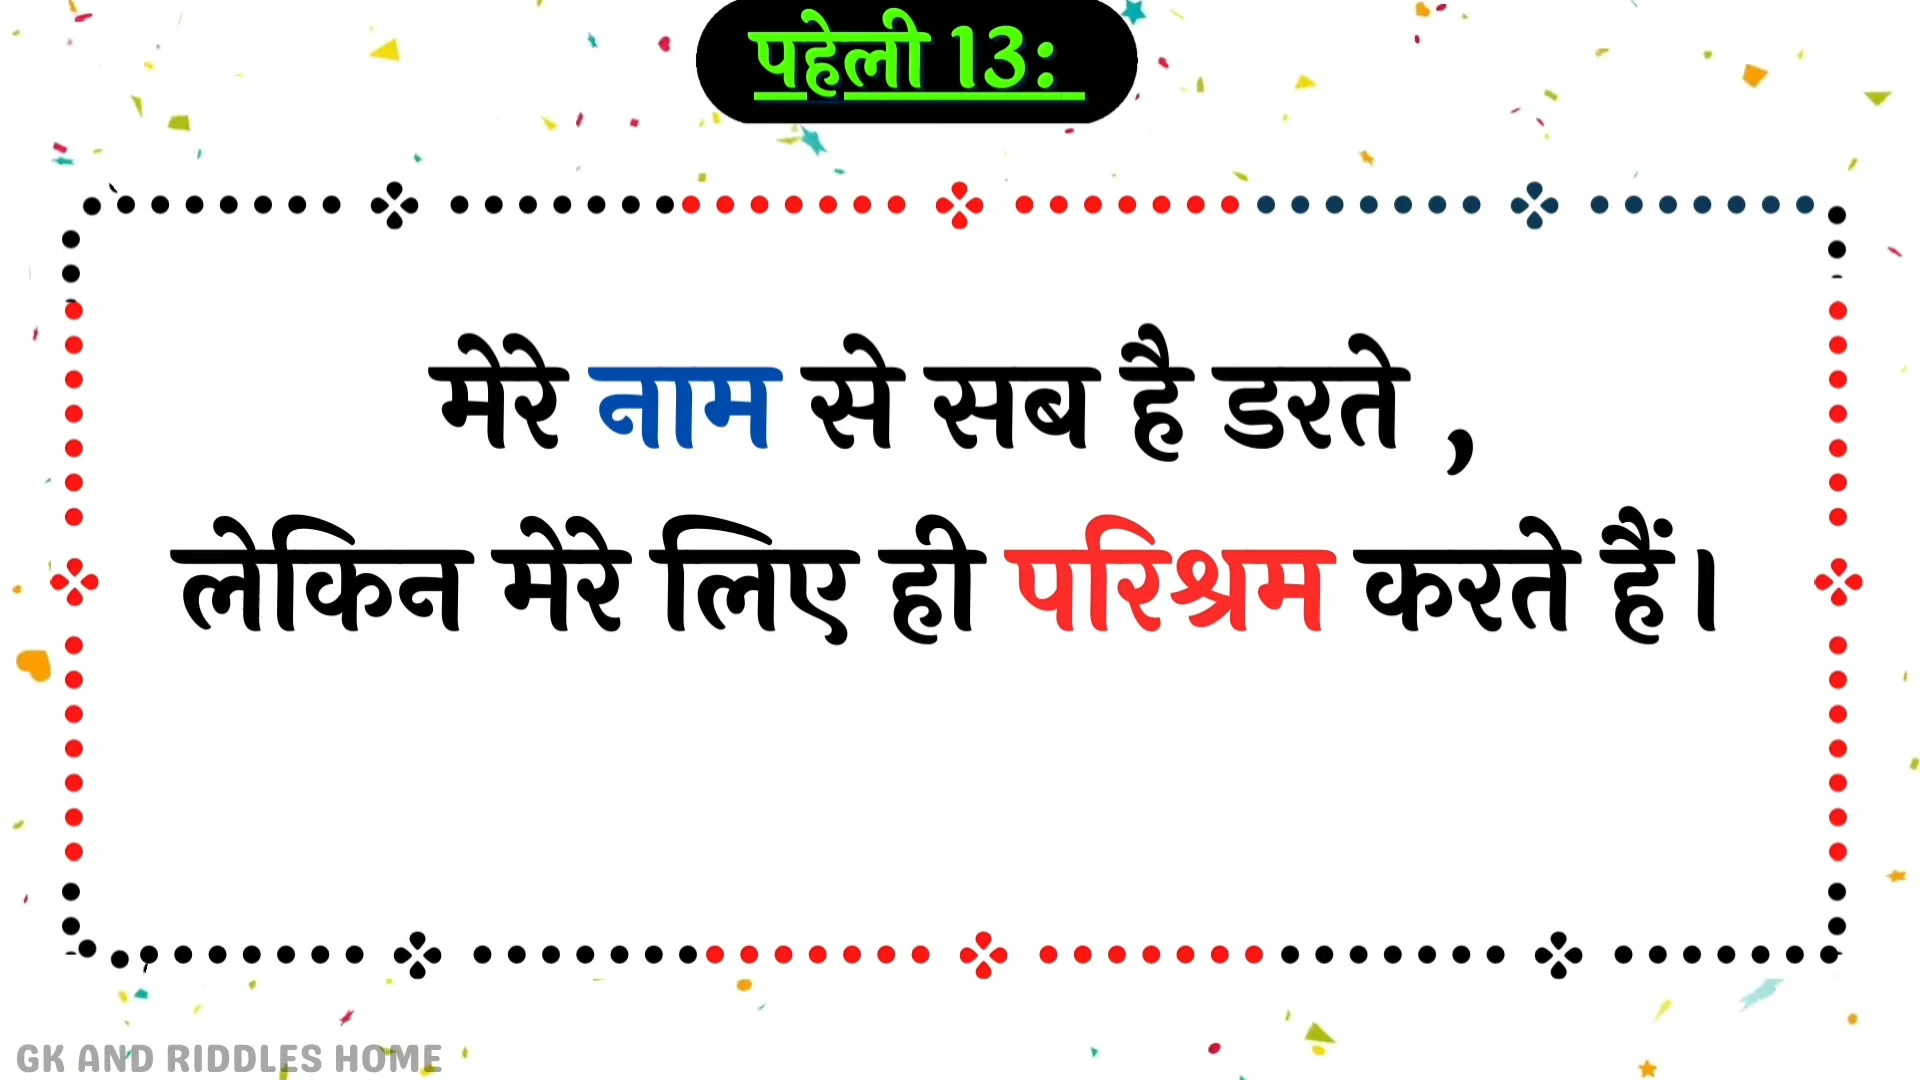 पहेली 13:
मेरे नाम से सब है डरते ,
लेकिन मेरे लिए ही परिश्रम करते हैं।
GK AND RIDDLES HOME